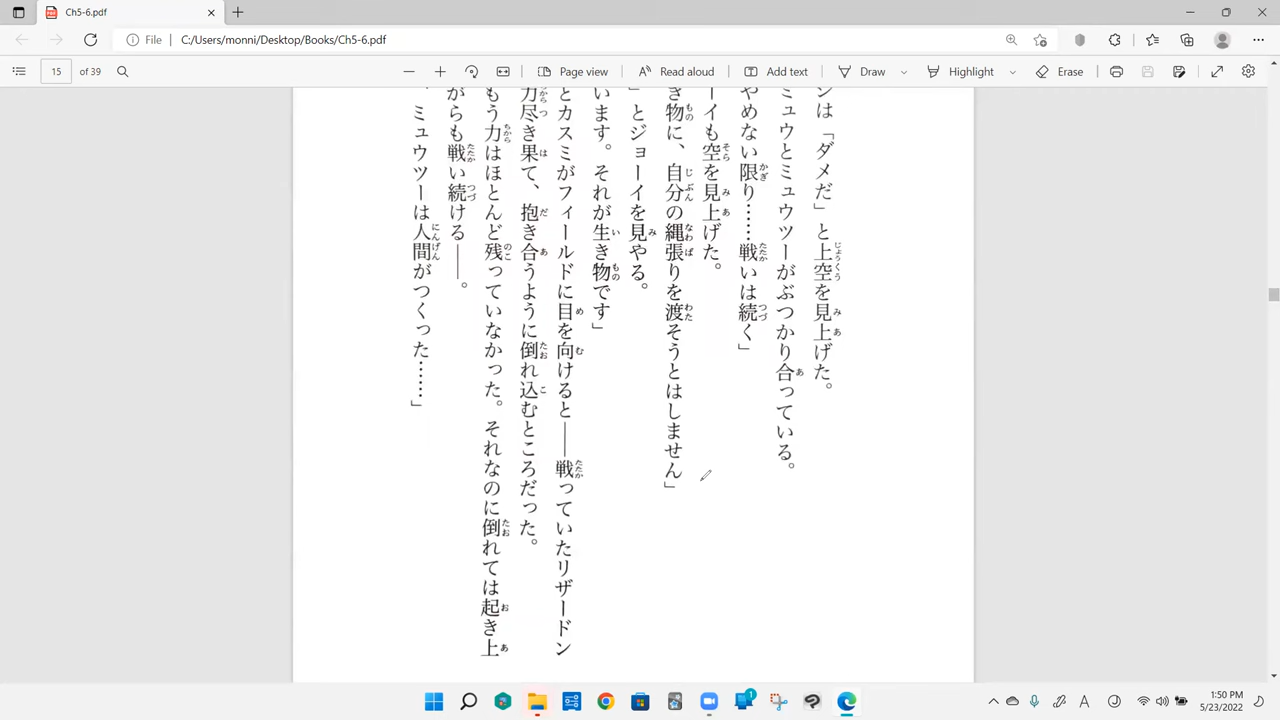 Ch5-6.pdf
File
C:/Users/monni/Desktop/Books/Ch5-6.pdf
15 of 39
Page view
Read aloud
Add text
Draw
Highlight
Erase
ンは「ダメだ」と上空を見上げた。
ミュウとミュウツーがぶつかり合っている。
やめない限り……戦いは続く」
ーイも空を見上げた。
き物に、自分の縄張りを渡そうとはしません」
」とジョーイを見やる。
います。それが生き物です」
とカスミがフィールドに目を向けると――戦っていたリザードン
力尽き果て、抱き合うように倒れ込むところだった。
もう力はほとんど残っていなかった。それなのに倒れては起き上
がらも戦い続ける――。
ミュウツーは人間がつくった……」
1
A
1:50 PM
5/23/2022